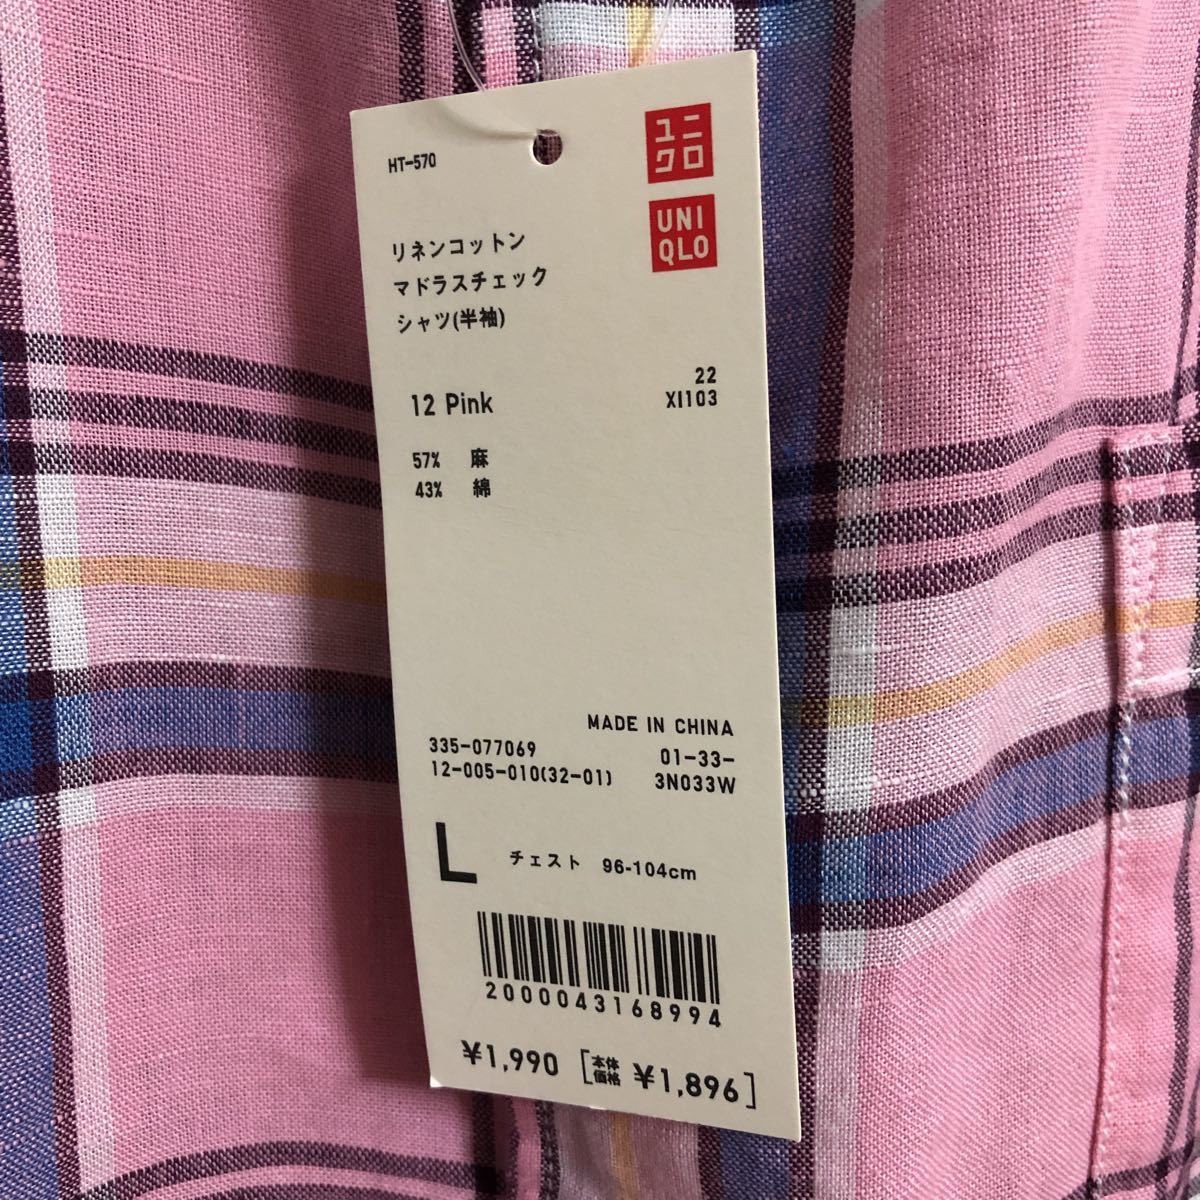 HT-570
ユニ
クロ
UNI
QLO
リネンコットン
マドラスチェック
シャツ(半袖)
12 Pink
22
XI103
57% 麻
43% 綿
MADE IN CHINA
335-077069 01-33-
12-005-010(32-01) 3N033W
L チェスト 96-104cm
2000043168994
¥1,990 [本体価格 ¥1,896]